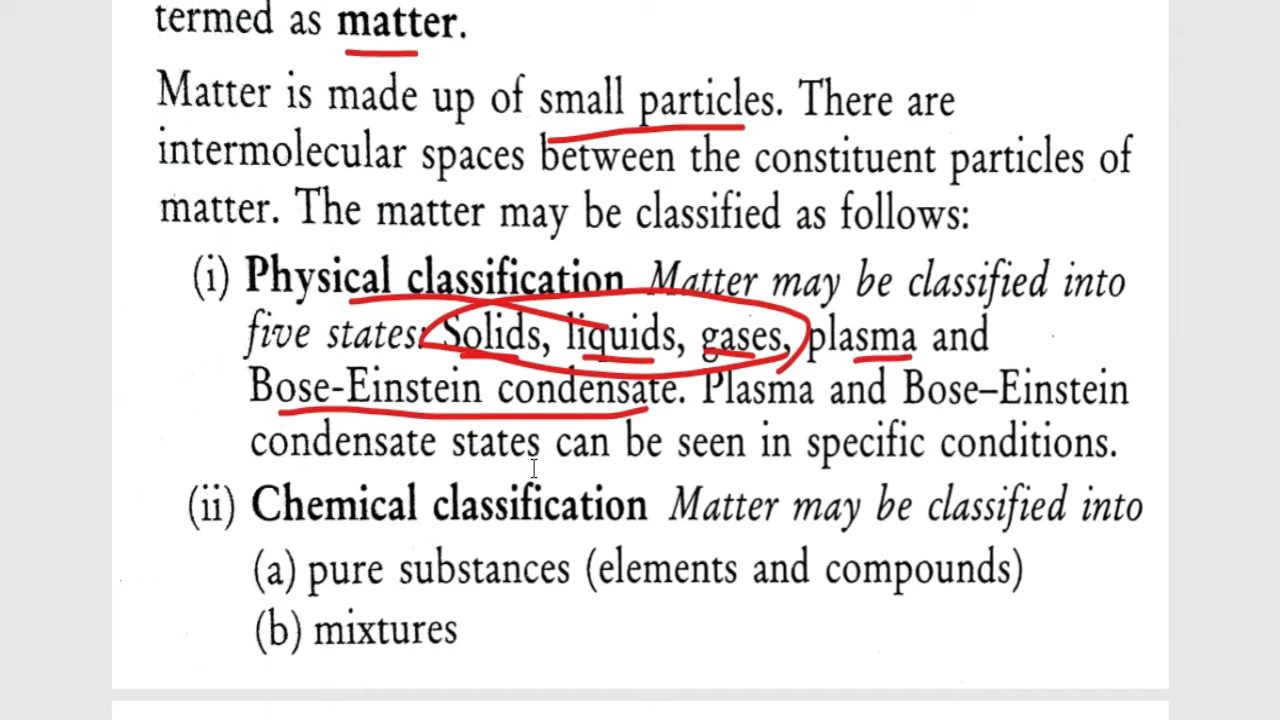 termed as matter.
Matter is made up of small particles. There are
intermolecular spaces between the constituent particles of
matter. The matter may be classified as follows:
(i) Physical classification Matter may be classified into
five states: Solids, liquids, gases, plasma and
Bose-Einstein condensate. Plasma and Bose–Einstein
condensate states can be seen in specific conditions.
(ii) Chemical classification Matter may be classified into
(a) pure substances (elements and compounds)
(b) mixtures